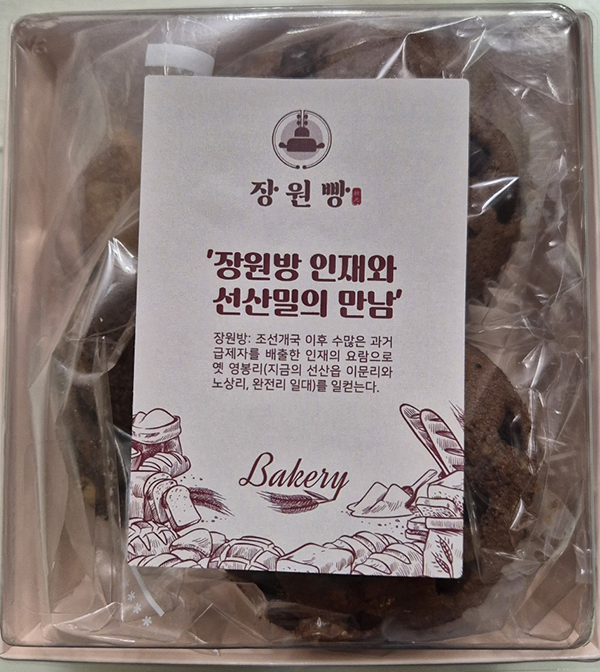 장원빵
'장원방 인재와
선산밀의 만남'
장원방: 조선개국 이후 수많은 과거
급제자를 배출한 인재의 요람으로
옛 영봉리(지금의 선산읍 이문리와
노상리, 완전리 일대)를 일컫는다.
Bakery